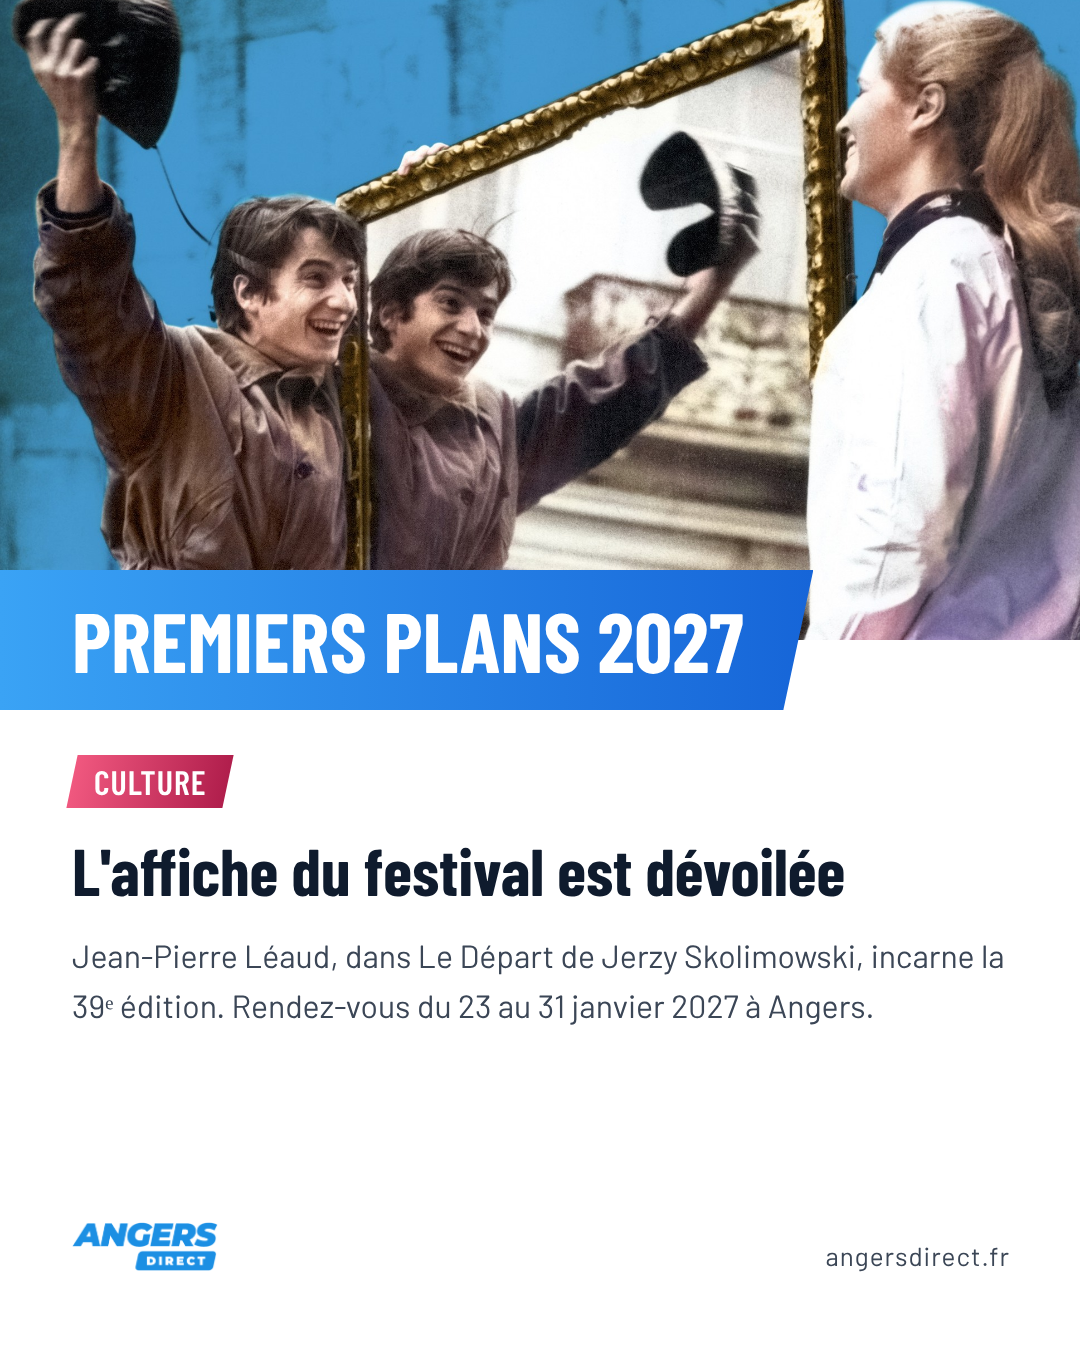 PREMIERS PLANS 2027
CULTURE
L'affiche du festival est dévoilée
Jean-Pierre Léaud, dans Le Départ de Jerzy Skolimowski, incarne la
39ᵉ édition. Rendez-vous du 23 au 31 janvier 2027 à Angers.
ANGERS
DIRECT
angersdirect.fr